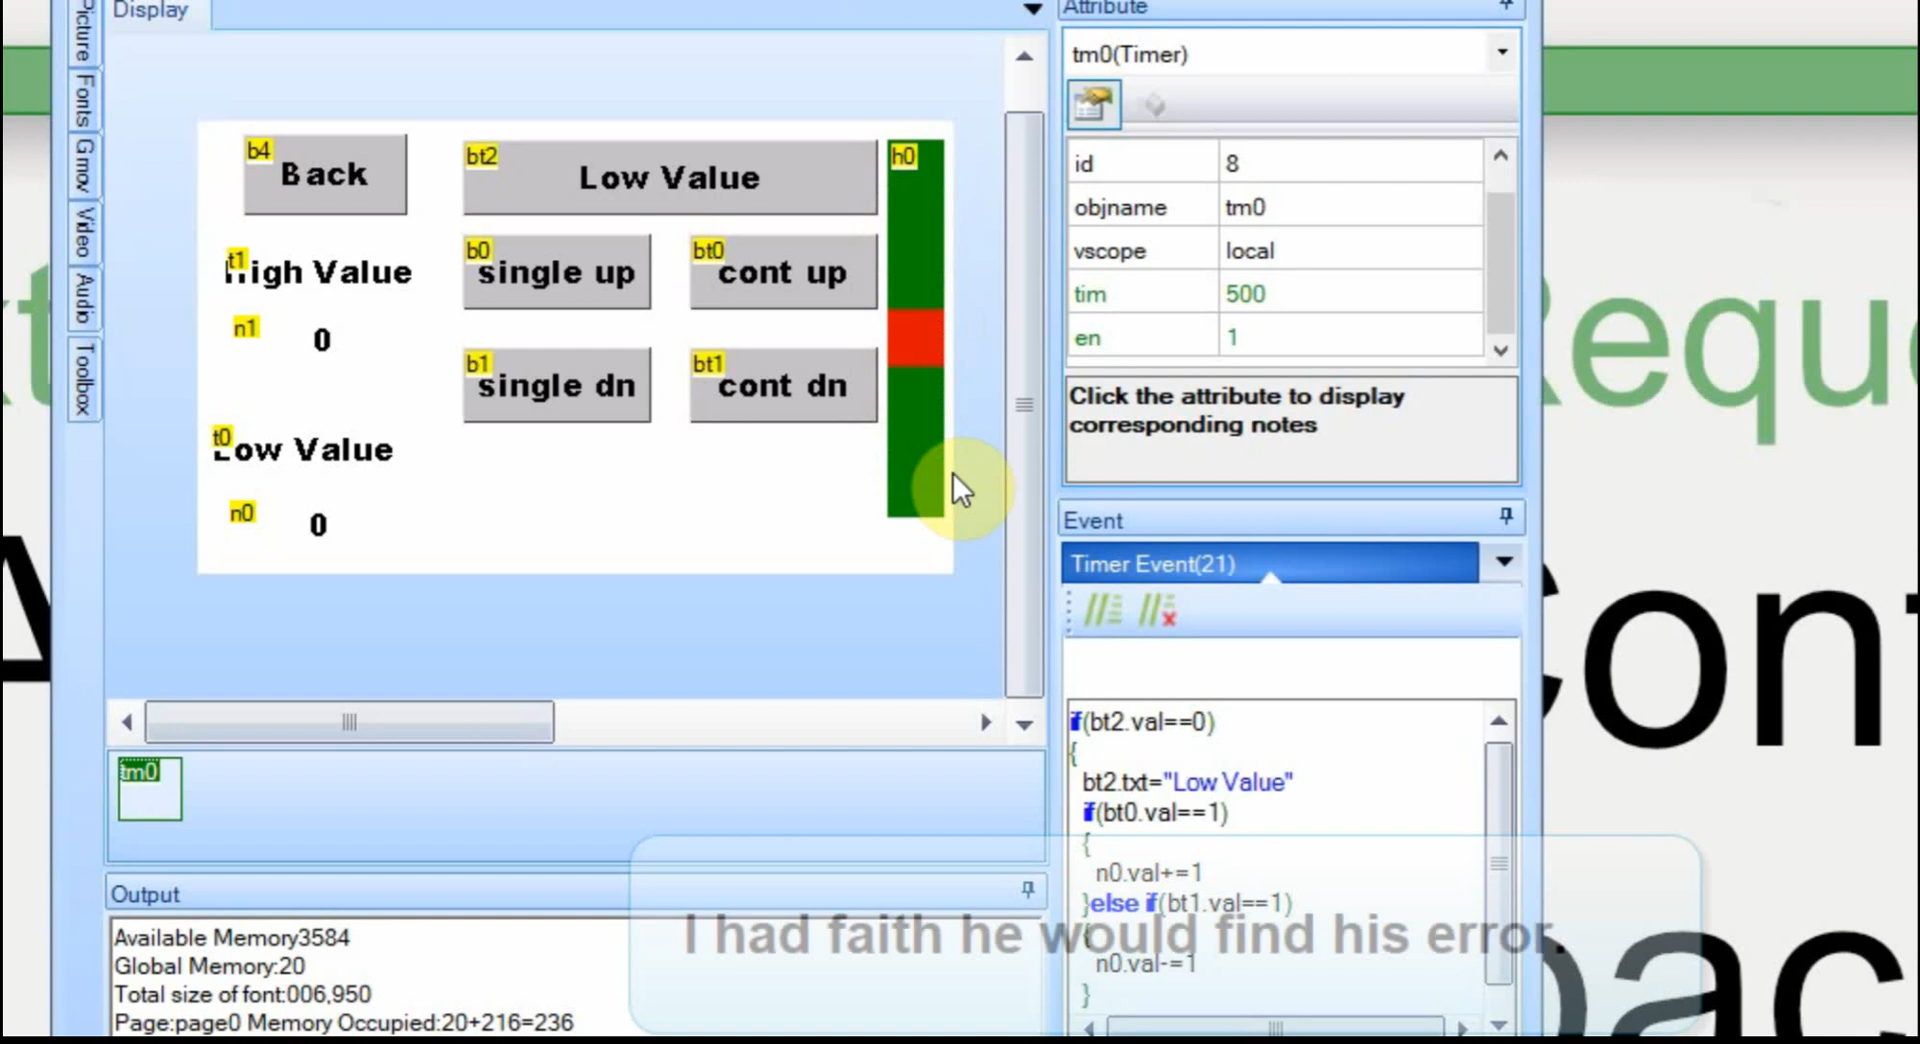 Display
Attribute
Picture
Fonts
Gmov
Video
Audio
Toolbox
b4
Back
bt2
Low Value
h0
t1
High Value
b0
single up
bt0
cont up
n1
0
b1
single dn
bt1
cont dn
t0
Low Value
n0
0
tm0
tm0(Timer)
id 8
objname tm0
vscope local
tim 500
en 1
Click the attribute to display
corresponding notes
Event
Timer Event(21)
if(bt2.val==0)
{
bt2.txt="Low Value"
if(bt0.val==1)
{
n0.val+=1
}else if(bt1.val==1)
{
n0.val-=1
}
Output
Available Memory3584
Global Memory:20
Total size of font:006,950
Page:page0 Memory Occupied:20+216=236
I had faith he would find his error.